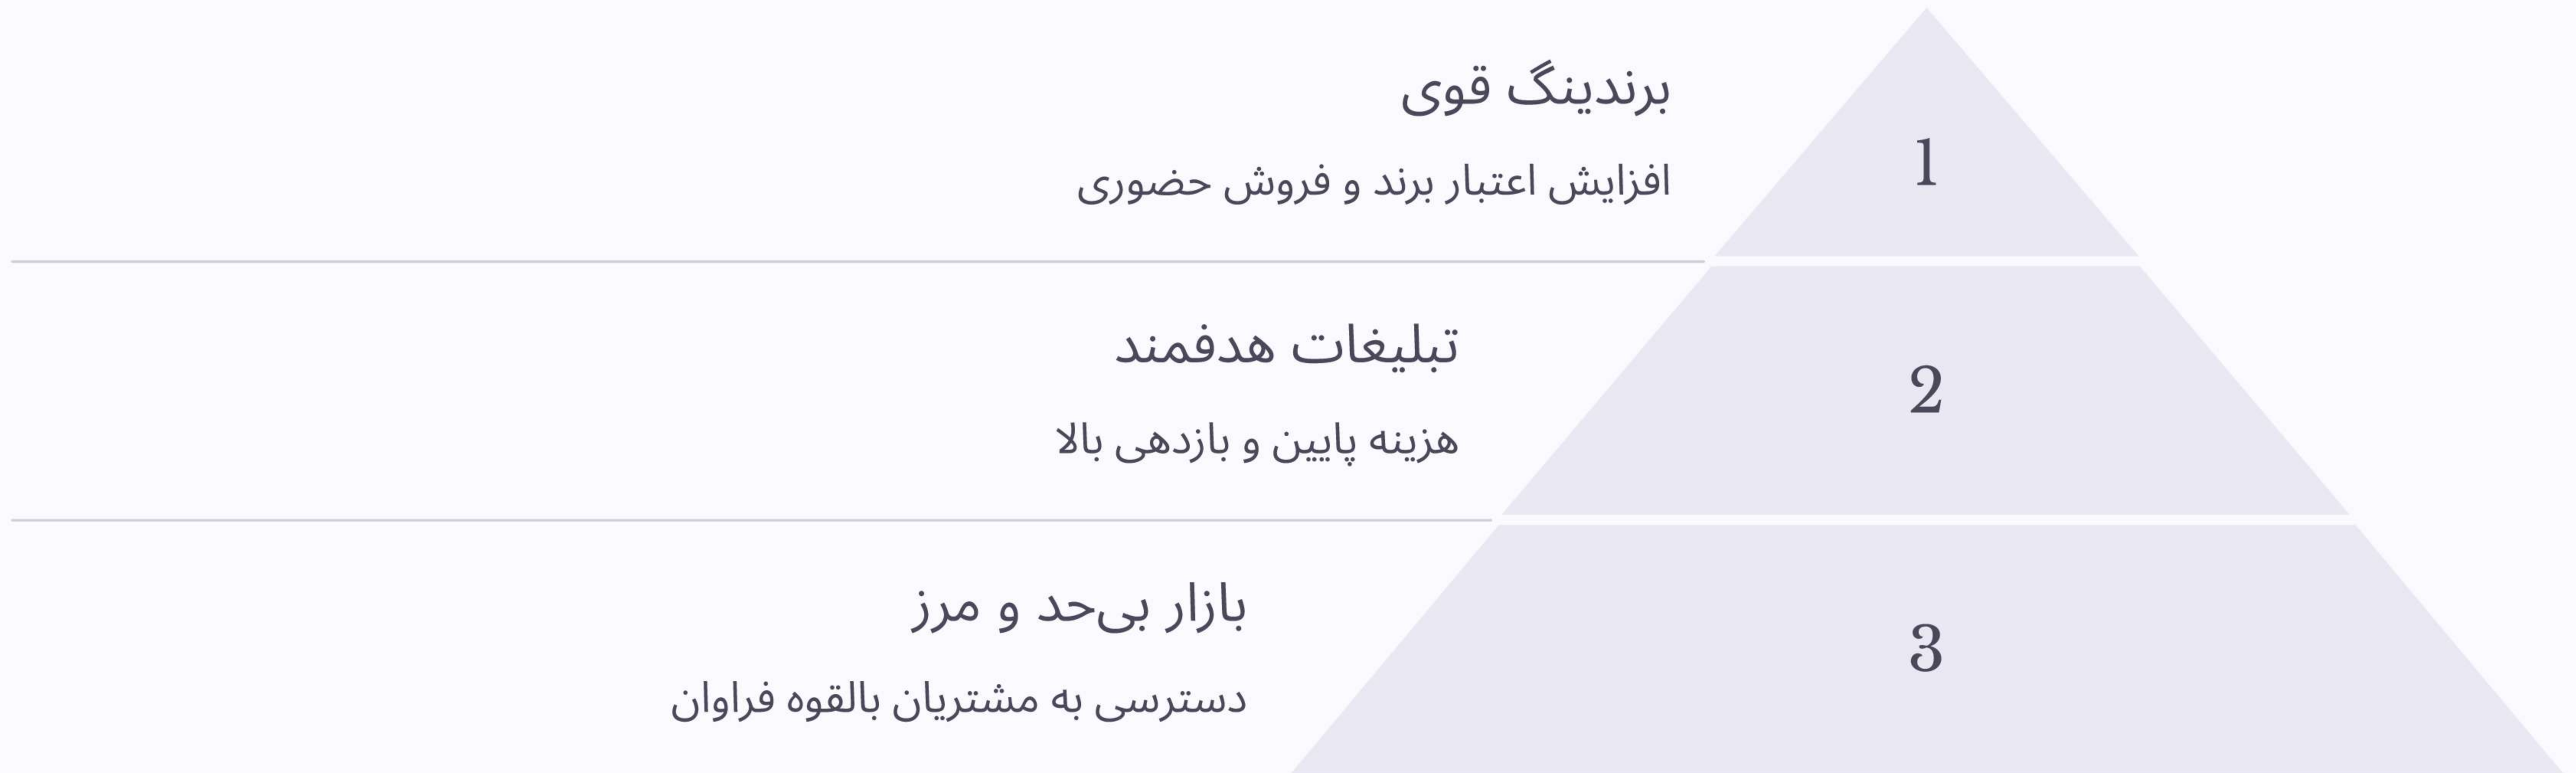 1
برندینگ قوی
افزایش اعتبار برند و فروش حضوری
2
تبلیغات هدفمند
هزینه پایین و بازدهی بالا
3
بازار بی‌حد و مرز
دسترسی به مشتریان بالقوه فراوان